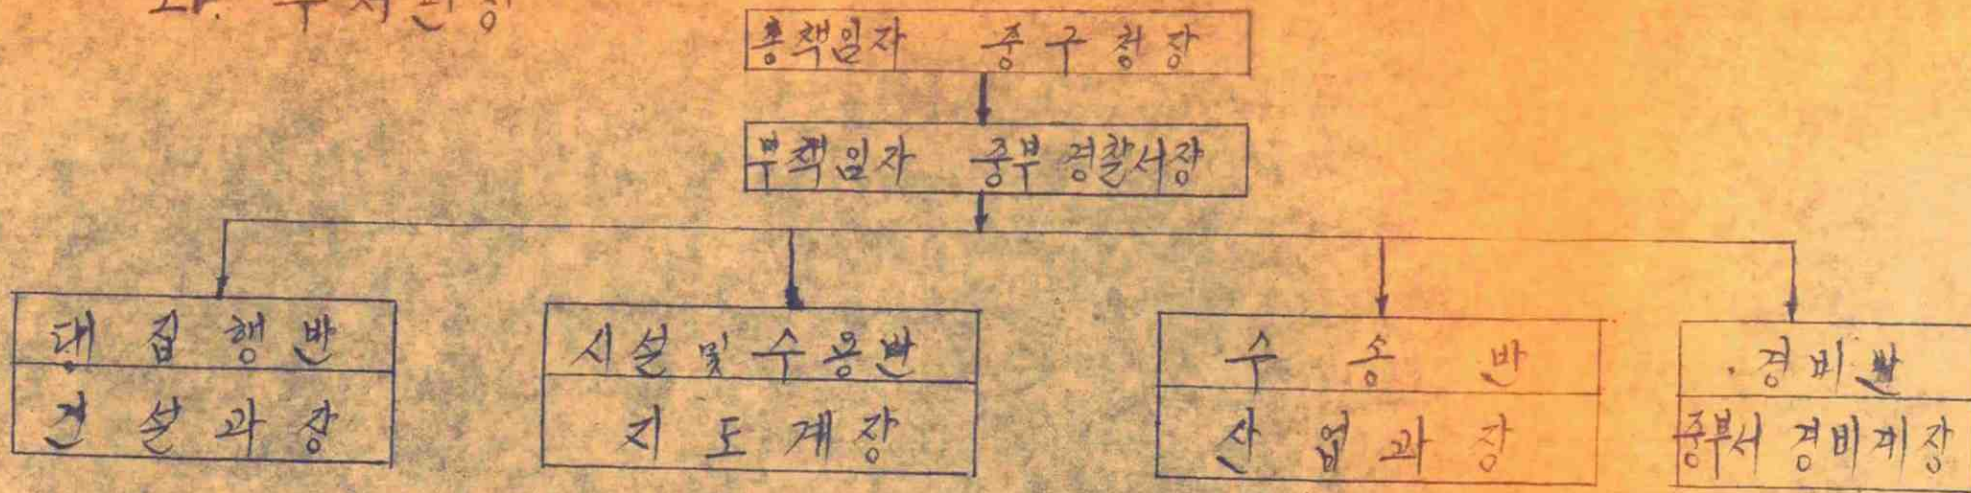 총책임자 중구청장
부책임자 중부경찰서장
대집행반 시설및수용반 수송반 경비반
건설과장 지도계장 산업과장 중부서 경비계장